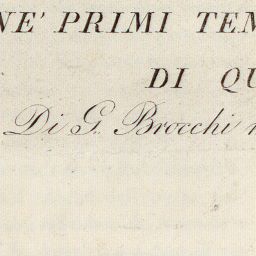 NE' PRIMI TEM
DI QU
Di G. Brocchi